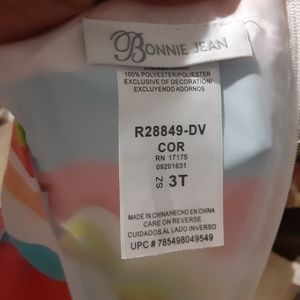 BONNIE JEAN
100% POLYESTER/POLYESTER
EXCLUSIVE OF DECORATION/
EXCLUYENDO ADORNOS
R28849-DV
COR
RN 17175
09201631
SZ 3T
MADE IN CHINA/HECHO EN CHINA
CARE ON REVERSE
CUIDADOS AL LADO INVERSO
UPC # 785498049549